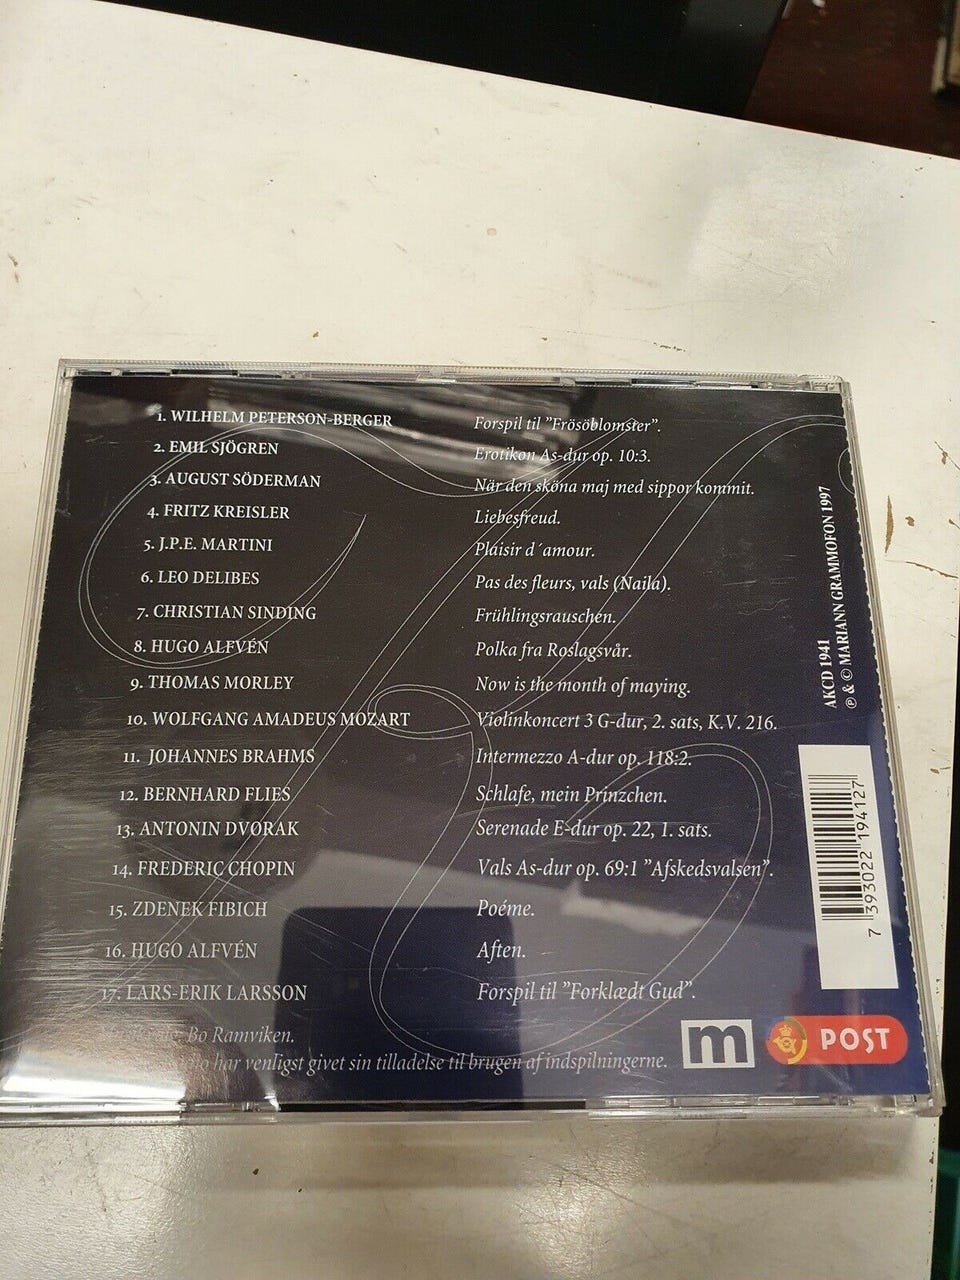 1. WILHELM PETERSON-BERGER Forspil til "Frösöblomster".
2. EMIL SJÖGREN Erotikon As-dur op. 10:3.
3. AUGUST SÖDERMAN När den sköna maj med sippor kommit.
4. FRITZ KREISLER Liebesfreud.
5. J.P.E. MARTINI Plaisir d´amour.
6. LEO DELIBES Pas des fleurs, vals (Naila).
7. CHRISTIAN SINDING Frühlingsrauschen.
8. HUGO ALFVÉN Polka fra Roslagsvår.
9. THOMAS MORLEY Now is the month of maying.
10. WOLFGANG AMADEUS MOZART Violinkoncert 3 G-dur, 2. sats, K.V. 216.
11. JOHANNES BRAHMS Intermezzo A-dur op. 118:2.
12. BERNHARD FLIES Schlafe, mein Prinzchen.
13. ANTONIN DVORAK Serenade E-dur op. 22, 1. sats.
14. FREDERIC CHOPIN Vals As-dur op. 69:1 "Afskedsvalsen".
15. ZDENEK FIBICH Poéme.
16. HUGO ALFVÉN Aften.
17. LARS-ERIK LARSSON Forspil til "Forklædt Gud".
Bo Ramviken.
har venligst givet sin tilladelse til brugen af indspilningerne.
AKCD 1941
℗ & © MARIANN GRAMMOFON 1997
7 393022 194127
m
POST